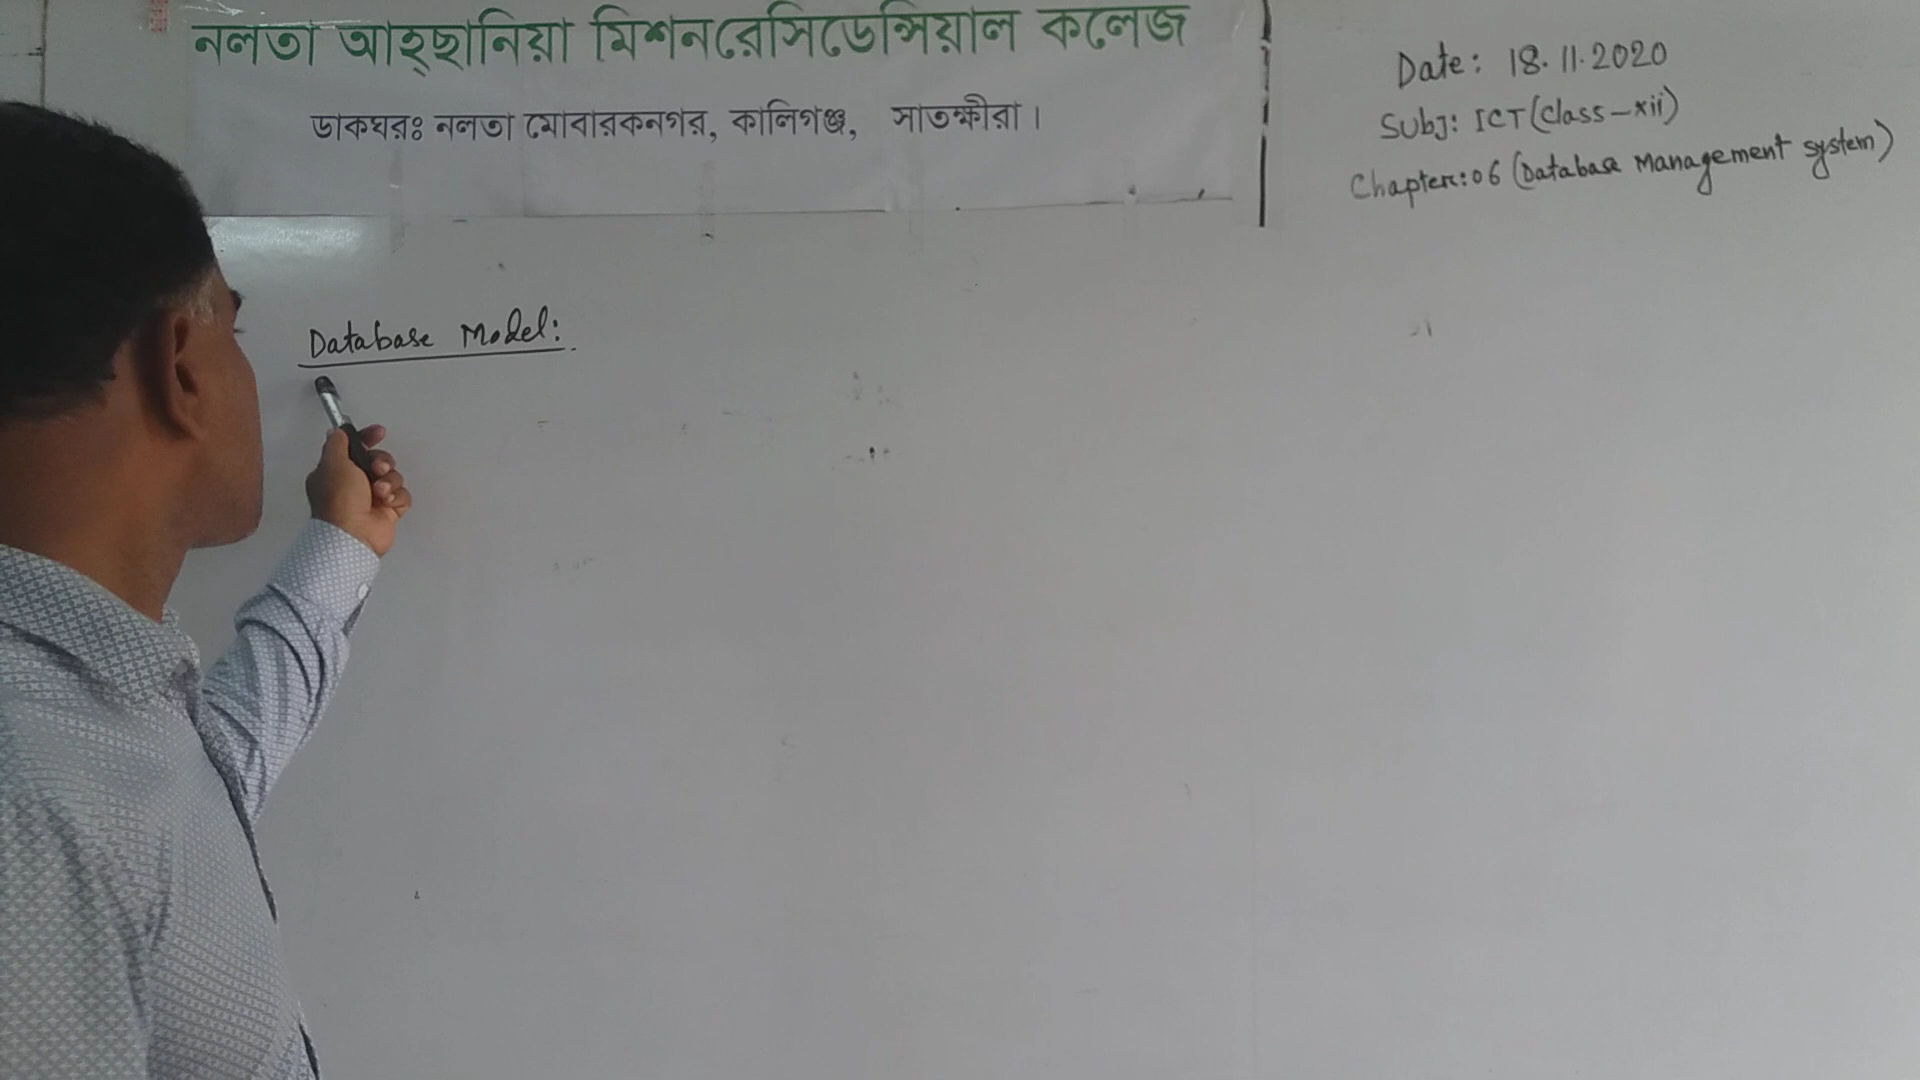 নলতা আহ্ছানিয়া মিশনরেসিডেন্সিয়াল কলেজ
ডাকঘরঃ নলতা মোবারকনগর, কালিগঞ্জ, সাতক্ষীরা।
Date: 18.11.2020
Subj: ICT (Class-xii)
Chapter: 06 (Database Management system)
Database Model: